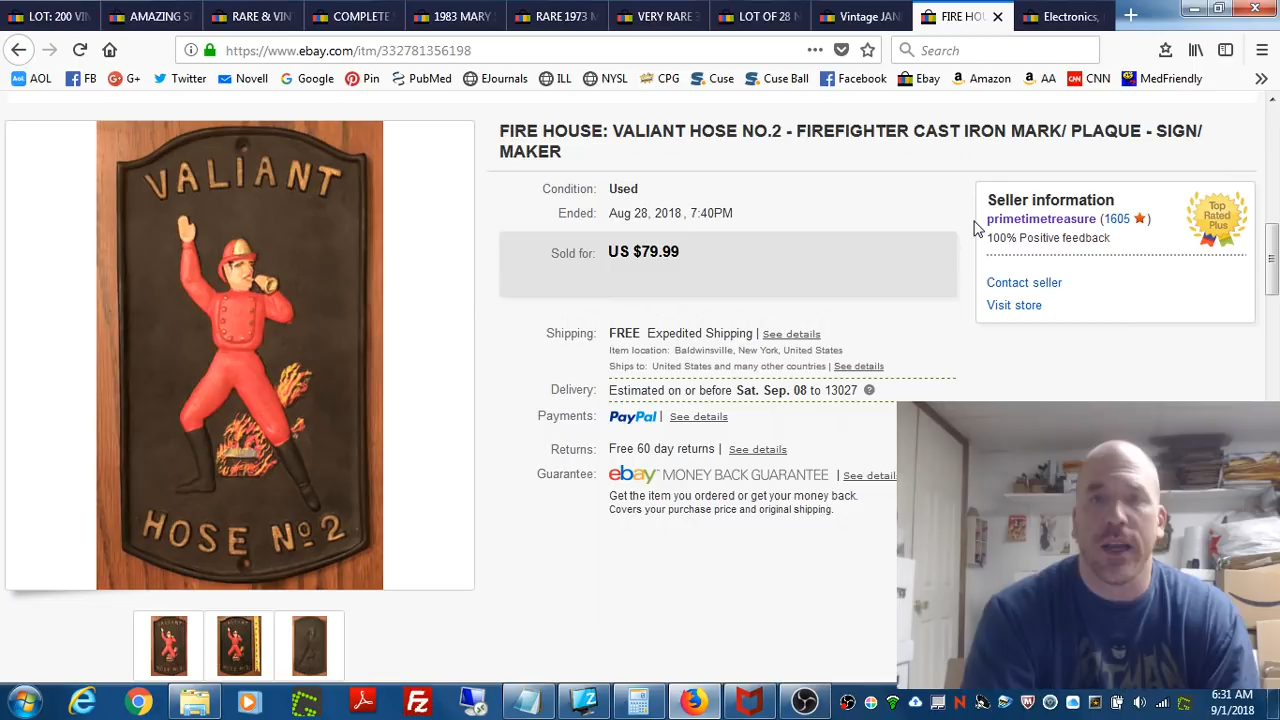 LOT: 200 VIN
AMAZING S
RARE & V
COMPLETE
1983 MARY
RARE 1973 M
VERY RARE
LOT OF 28
Vintage JAN
FIRE HOU
Electronics,
https://www.ebay.com/itm/332781356198
Search
AOL FB G+ Twitter Novell Google Pin PubMed EJournals ILL NYSL CPG Cuse Cuse Ball Facebook Ebay Amazon AA CNN MedFriendly
FIRE HOUSE: VALIANT HOSE NO.2 - FIREFIGHTER CAST IRON MARK/ PLAQUE - SIGN/
MAKER
VALIANT
HOSE No 2
Condition: Used
Ended: Aug 28, 2018 , 7:40PM
Sold for: US $79.99
Shipping: FREE Expedited Shipping | See details
Item location: Baldwinsville, New York, United States
Ships to: United States and many other countries | See details
Delivery: Estimated on or before Sat. Sep. 08 to 13027
Payments: PayPal | See details
Returns: Free 60 day returns | See details
Guarantee: ebay MONEY BACK GUARANTEE | See detail
Get the item you ordered or get your money back.
Covers your purchase price and original shipping.
Seller information
primetimetreasure (1605 )
100% Positive feedback
Top
Rated
Plus
Contact seller
Visit store
6:31 AM
9/1/2018